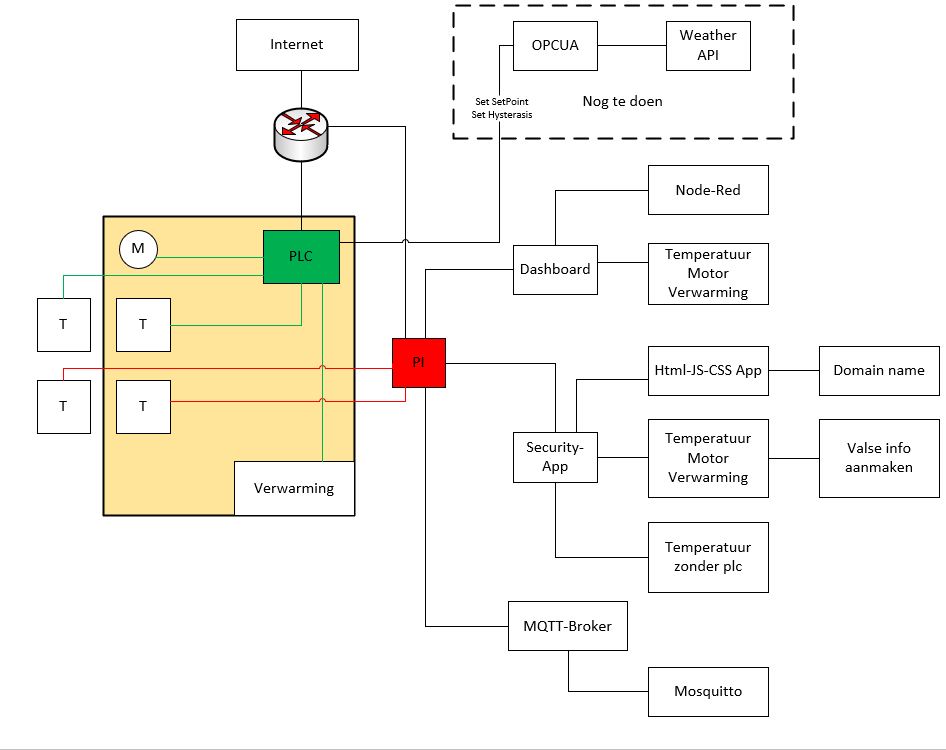 Internet
OPCUA
Weather
API
Set SetPoint
Set Hysterasis
Nog te doen
Node-Red
M
PLC
Dashboard
Temperatuur
Motor
Verwarming
T
T
PI
Html-JS-CSS App
Domain name
T
T
Security-
App
Temperatuur
Motor
Verwarming
Valse info
aanmaken
Verwarming
Temperatuur
zonder plc
MQTT-Broker
Mosquitto